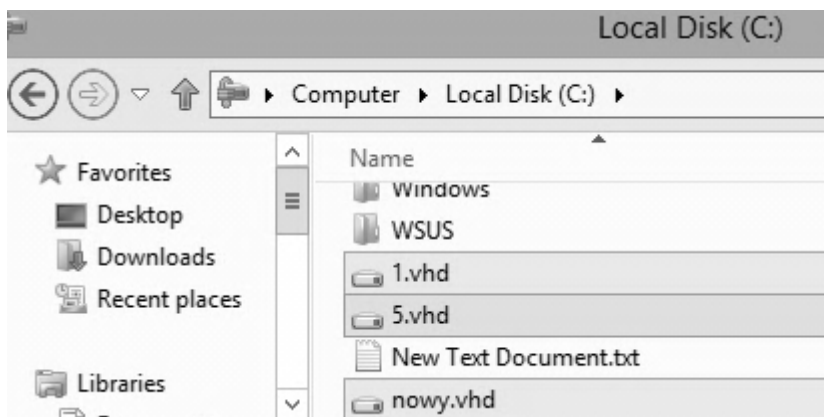 Local Disk (C:)
Computer Local Disk (C:)
Favorites
Desktop
Downloads
Recent places
Libraries
Name
Windows
WSUS
1.vhd
5.vhd
New Text Document.txt
nowy.vhd